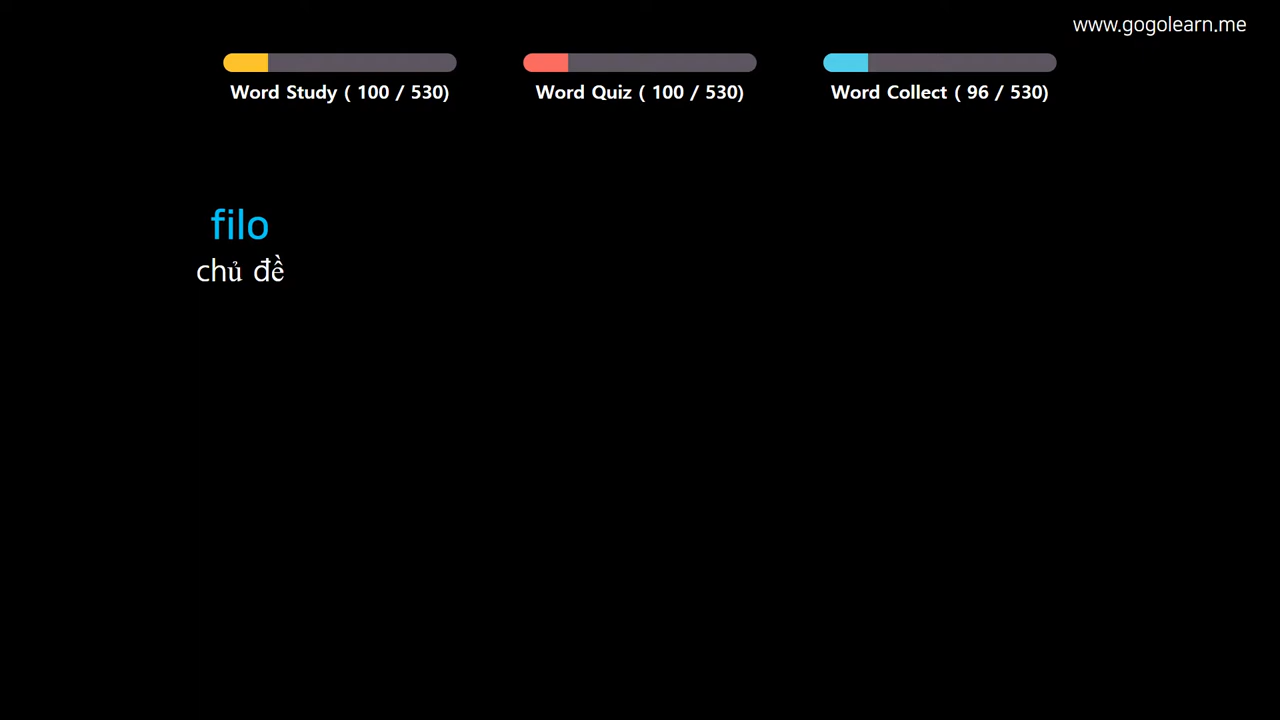 www.gogolearn.me
Word Study ( 100 / 530)
Word Quiz ( 100 / 530)
Word Collect ( 96 / 530)
filo
chủ đề